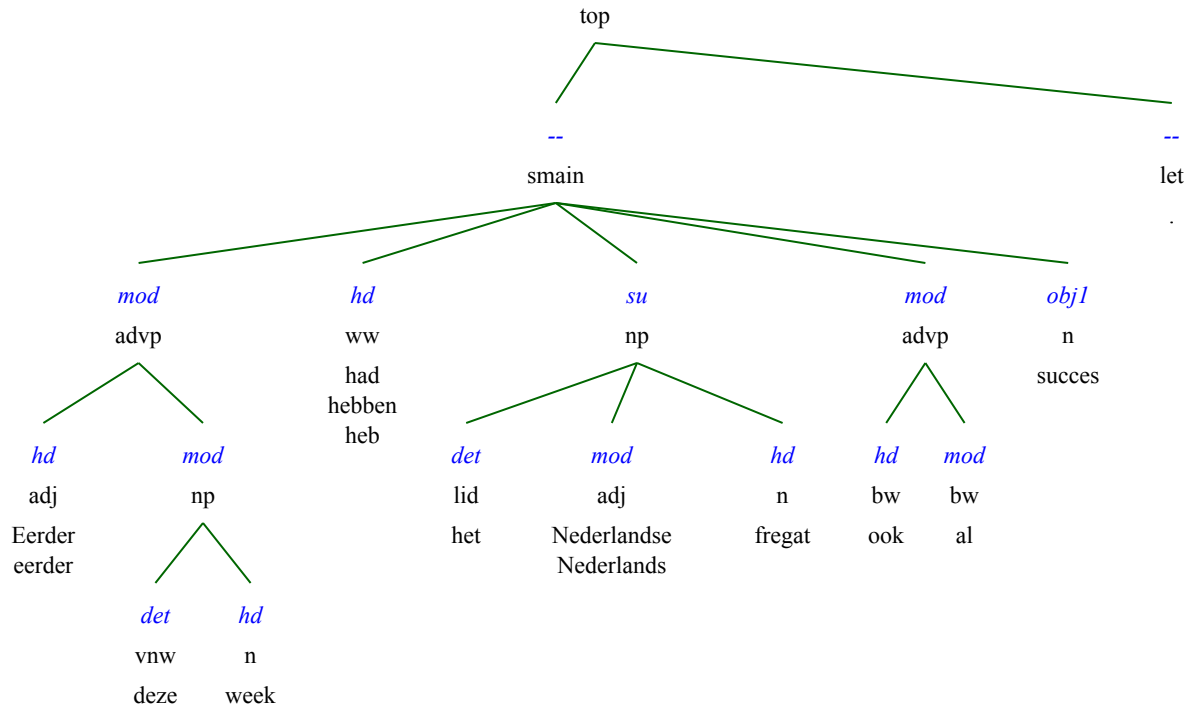 top
-- --
smain let
.
mod hd su mod obj1
advp ww np advp n
had succes
hebben
heb
hd mod det mod hd hd mod
adj np lid adj n bw bw
Eerder het Nederlandse fregat ook al
eerder Nederlands
det hd
vnw n
deze week